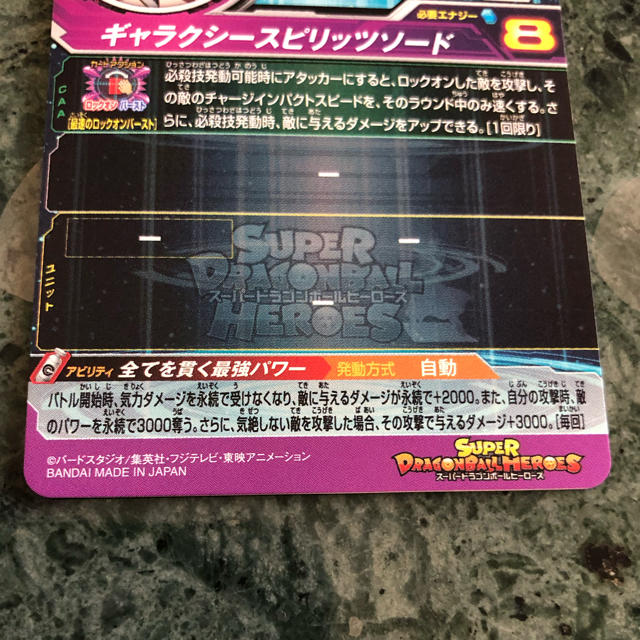 必要エナジー
8
ギャラクシースピリッツソード
カードアクション
ロックオンバースト
【最速のロックオンバースト】
CAA
必殺技発動可能時にアタッカーにすると、ロックオンした敵を攻撃し、そ
の敵のチャージインパクトスピードを、そのラウンド中のみ速くする。さ
らに、必殺技発動時、敵に与えるダメージをアップできる。[1回限り]
ー
ー
ー
ー
ユニット
SUPER
DRAGONBALL
スーパードラゴンボールヒーローズ
HEROES
アビリティ 全てを貫く最強パワー 発動方式 自動
バトル開始時、気力ダメージを永続で受けなくなり、敵に与えるダメージが永続で+2000。また、自分の攻撃時、敵
のパワーを永続で3000奪う。さらに、気絶しない敵を攻撃した場合、その攻撃で与えるダメージ+3000。[毎回]
©バードスタジオ/集英社・フジテレビ・東映アニメーション
BANDAI MADE IN JAPAN
SUPER
DRAGONBALL HEROES
スーパードラゴンボールヒーローズ